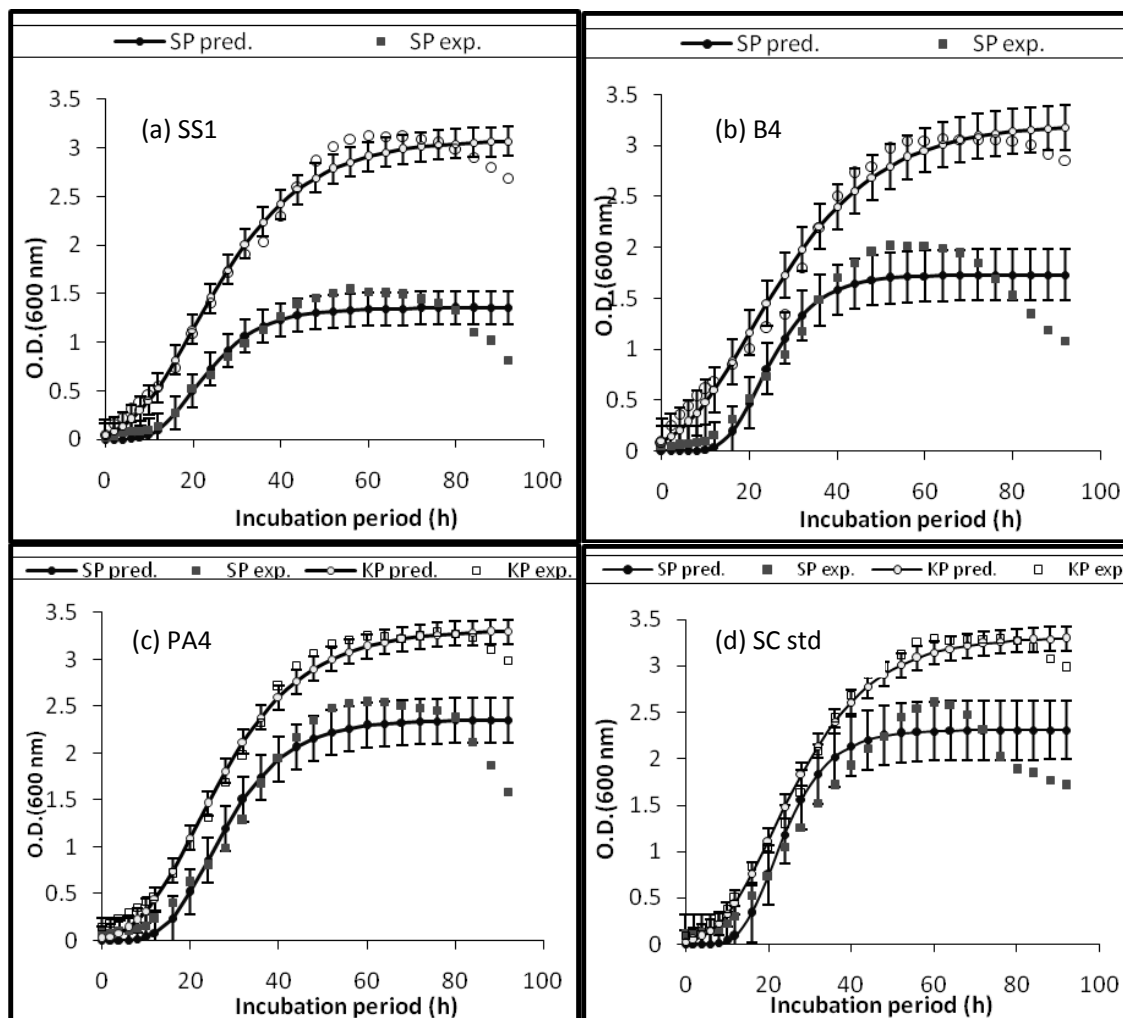 SP pred. SP exp.
(a) SS1
O.D.(600 nm)
3.5
3
2.5
2
1.5
1
0.5
0
0 20 40 60 80 100
Incubation period (h)
SP pred. SP exp.
(b) B4
O.D.(600 nm)
3.5
3
2.5
2
1.5
1
0.5
0
0 20 40 60 80 100
Incubation period (h)
SP pred. SP exp. KP pred. KP exp.
(c) PA4
O.D.(600 nm)
3.5
3
2.5
2
1.5
1
0.5
0
0 20 40 60 80 100
Incubation period (h)
SP pred. SP exp. KP pred. KP exp
(d) SC std
O.D.(600 nm)
3.5
3
2.5
2
1.5
1
0.5
0
0 20 40 60 80 100
Incubation period (h)